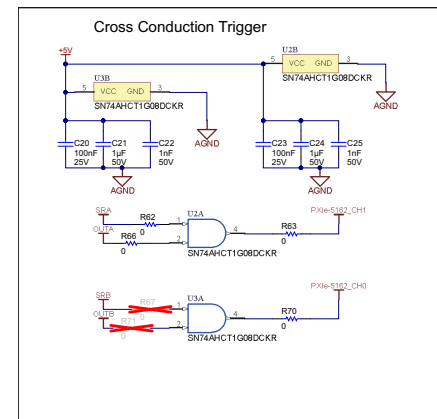 Cross Conduction Trigger
+5V
U2B
5 VCC GND 3
SN74AHCT1G08DCKR
U3B
5 VCC GND 3
SN74AHCT1G08DCKR
AGND
AGND
C20
100nF
25V
C21
1µF
50V
C22
1nF
50V
C23
100nF
25V
C24
1µF
50V
C25
1nF
50V
AGND
AGND
SRA
OUTA
R62
0
R66
0
U2A
1
2
4
SN74AHCT1G08DCKR
R63
0
PXIe-5162_CH1
SRB
OUTB
R67
0
R71
0
U3A
1
2
4
SN74AHCT1G08DCKR
R70
0
PXIe-5162_CH0